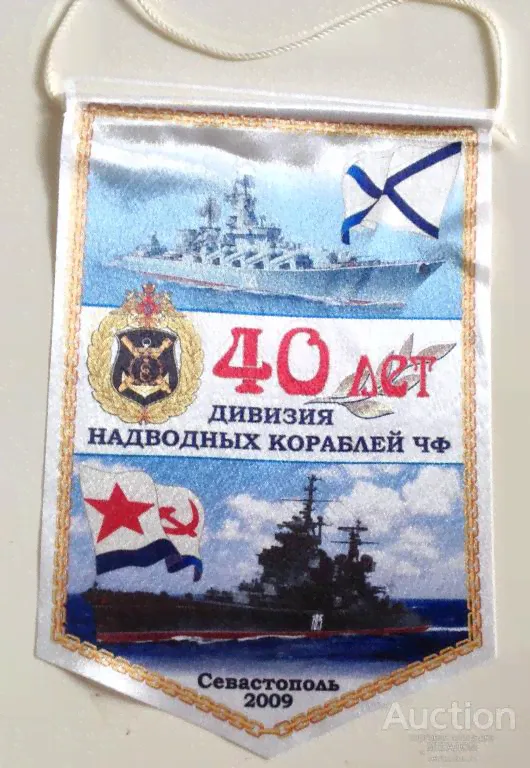 40 лет
ДИВИЗИЯ
НАДВОДНЫХ КОРАБЛЕЙ ЧФ
Севастополь
2009
Auction